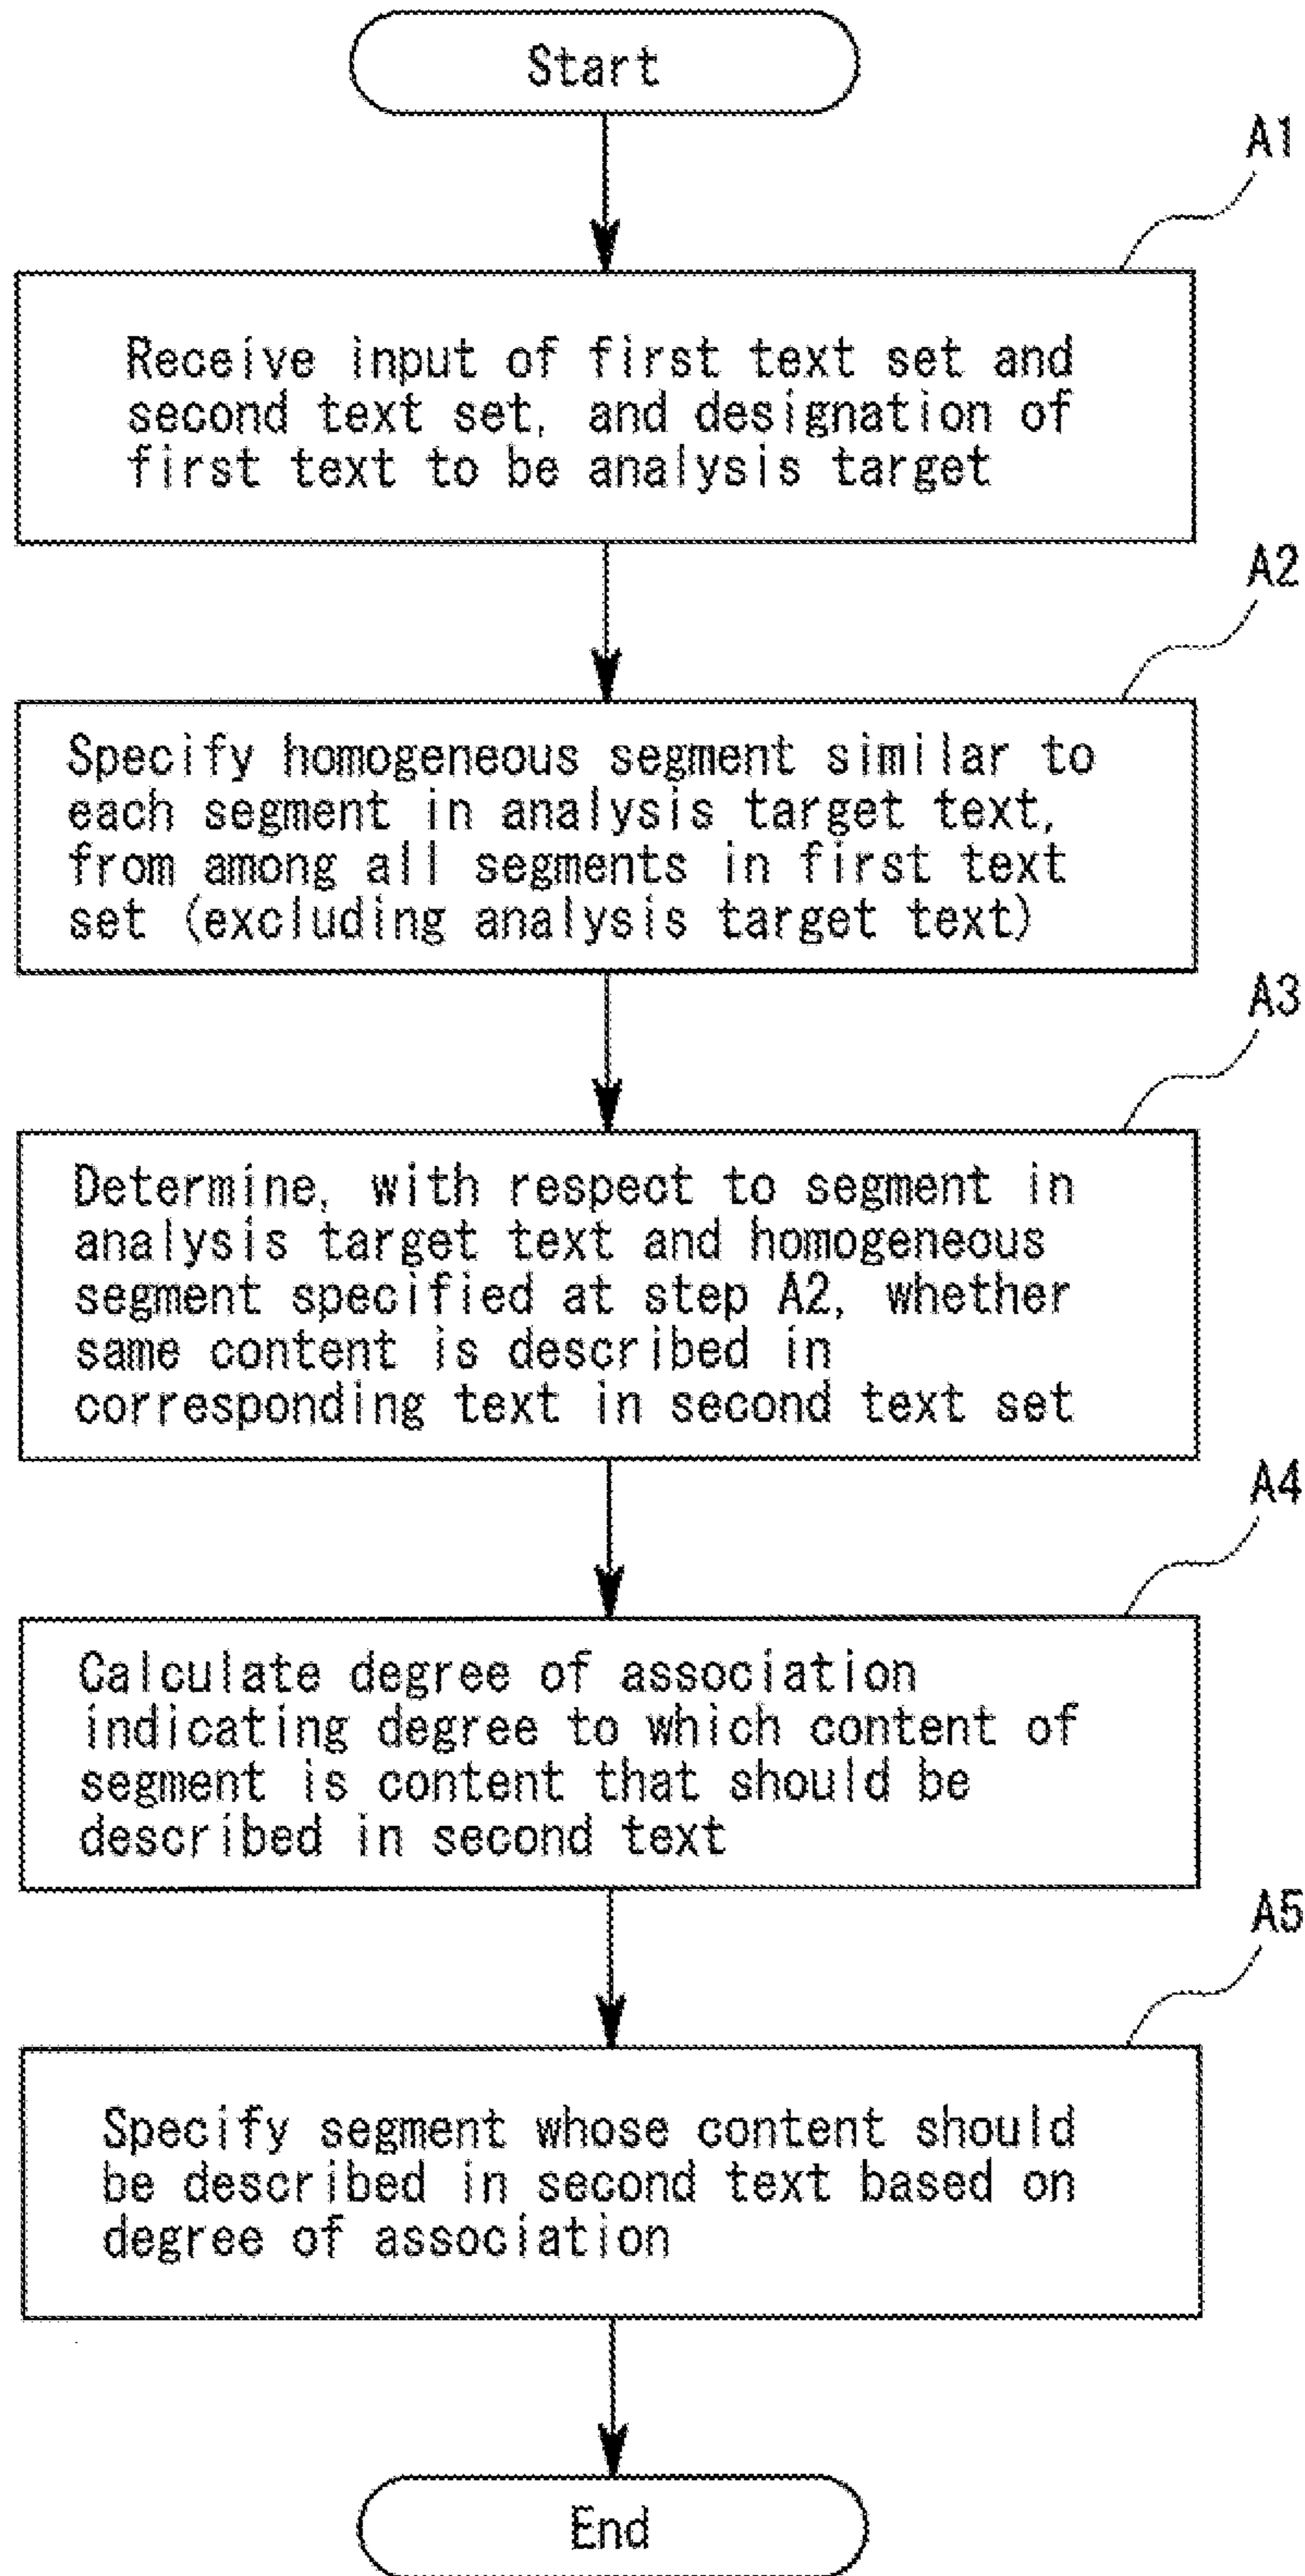 Start
A1
Receive input of first text set and
second text set, and designation of
first text to be analysis target
A2
Specify homogeneous segment similar to
each segment in analysis target text,
from among all segments in first text
set (excluding analysis target text)
A3
Determine, with respect to segment in
analysis target text and homogeneous
segment specified at step A2, whether
same content is described in
corresponding text in second text set
A4
Calculate degree of association
indicating degree to which content of
segment is content that should be
described in second text
A5
Specify segment whose content should
be described in second text based on
degree of association
End